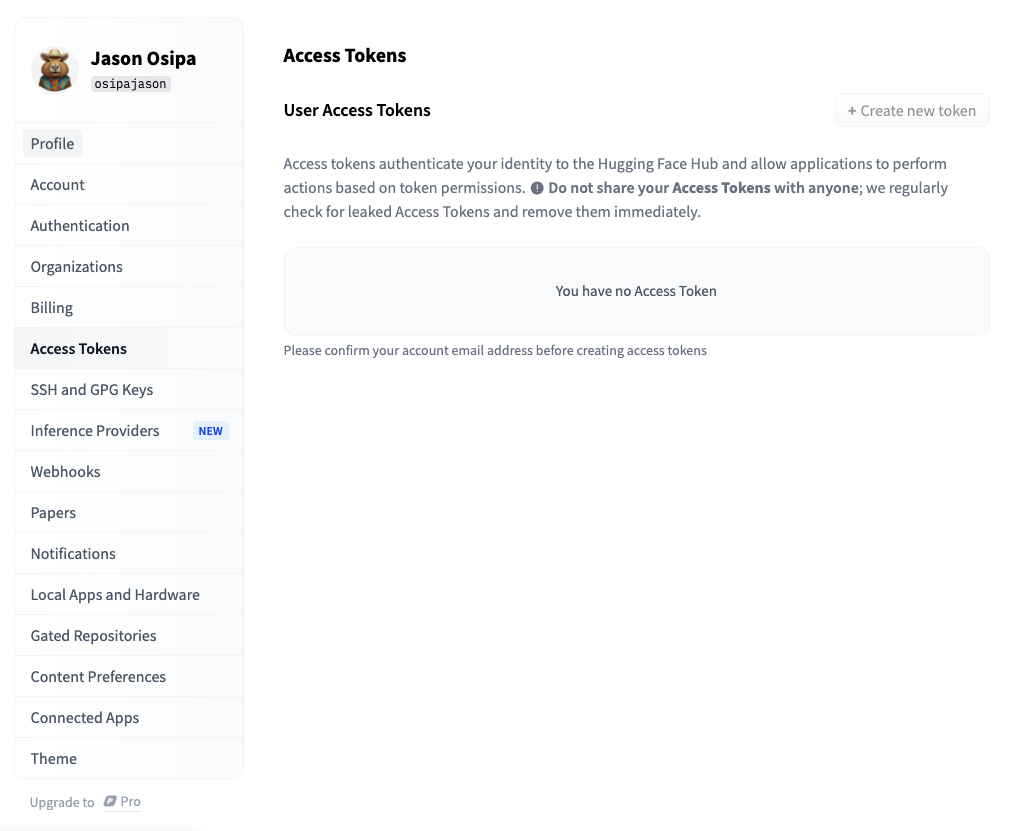 Jason Osipa
osipajason
Profile
Account
Authentication
Organizations
Billing
Access Tokens
SSH and GPG Keys
Inference Providers NEW
Webhooks
Papers
Notifications
Local Apps and Hardware
Gated Repositories
Content Preferences
Connected Apps
Theme
Upgrade to Pro
Access Tokens
User Access Tokens
+ Create new token
Access tokens authenticate your identity to the Hugging Face Hub and allow applications to perform
actions based on token permissions. Do not share your Access Tokens with anyone; we regularly
check for leaked Access Tokens and remove them immediately.
You have no Access Token
Please confirm your account email address before creating access tokens